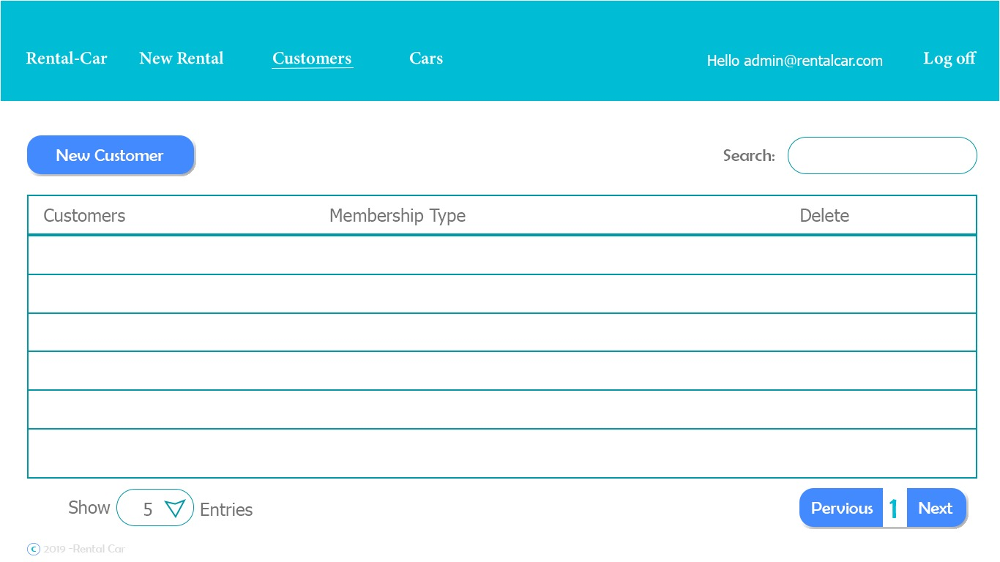 Rental-Car New Rental Customers Cars Hello admin@rentalcar.com Log off
New Customer Search:
Customers Membership Type Delete
Show 5 Entries Pervious 1 Next
© 2019 -Rental Car